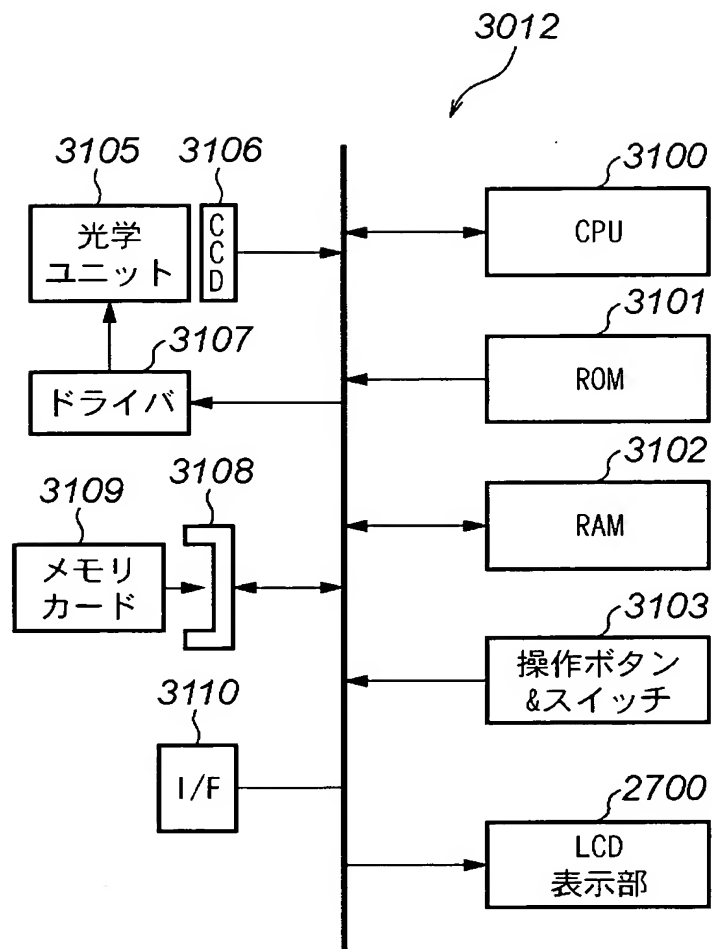 3012
3105
3106
光学
ユニット
CCD
3107
ドライバ
3109
3108
メモリ
カード
3110
I/F
3100
CPU
3101
ROM
3102
RAM
3103
操作ボタン
&スイッチ
2700
LCD
表示部